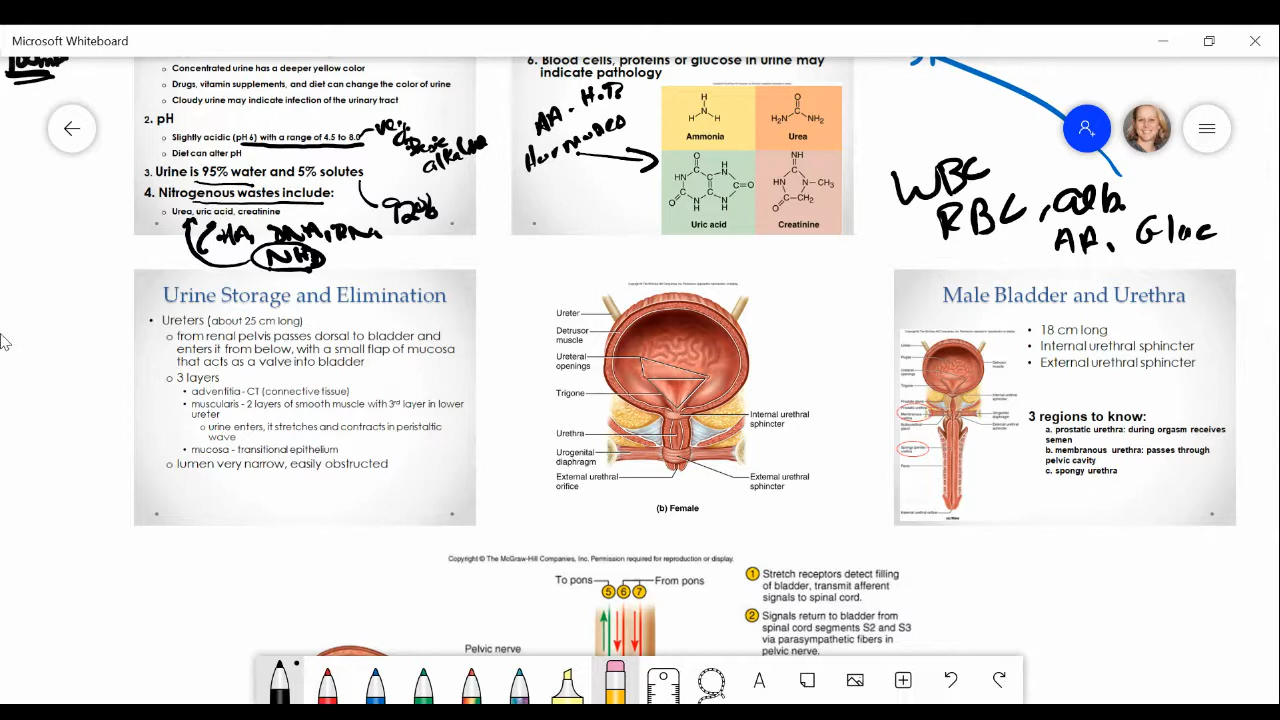 Microsoft Whiteboard
Concentrated urine has a deeper yellow color
Drugs, vitamin supplements, and diet can change the color of urine
Cloudy urine may indicate infection of the urinary tract
2. pH
Slightly acidic (pH 6) with a range of 4.5 to 8.0
Diet can alter pH
3. Urine is 95% water and 5% solutes
4. Nitrogenous wastes include:
Urea, uric acid, creatinine
92%
6. Blood cells, proteins or glucose in urine may
indicate pathology
Ammonia
Urea
Uric acid
Creatinine
WBC
RBC, alb.
AA. Gluc
Urine Storage and Elimination
• Ureters (about 25 cm long)
from renal pelvis passes dorsal to bladder and
enters it from below, with a small flap of mucosa
that acts as a valve into bladder
3 layers
• adventitia - CT (connective tissue)
• muscularis - 2 layers of smooth muscle with 3rd layer in lower
ureter
urine enters, it stretches and contracts in peristaltic
wave
• mucosa - transitional epithelium
lumen very narrow, easily obstructed
Ureter
Detrusor
muscle
Ureteral
openings
Trigone
Urethra
Urogenital
diaphragm
External urethral
orifice
Internal urethral
sphincter
External urethral
sphincter
(b) Female
Male Bladder and Urethra
• 18 cm long
• Internal urethral sphincter
• External urethral sphincter
3 regions to know:
a. prostatic urethra: during orgasm receives
semen
b. membranous urethra: passes through
pelvic cavity
c. spongy urethra
Copyright © The McGraw-Hill Companies, Inc. Permission required for reproduction or display.
To pons
5 6 7
From pons
Pelvic nerve
1 Stretch receptors detect filling
of bladder, transmit afferent
signals to spinal cord.
2 Signals return to bladder from
spinal cord segments S2 and S3
via parasympathetic fibers in
pelvic nerve.